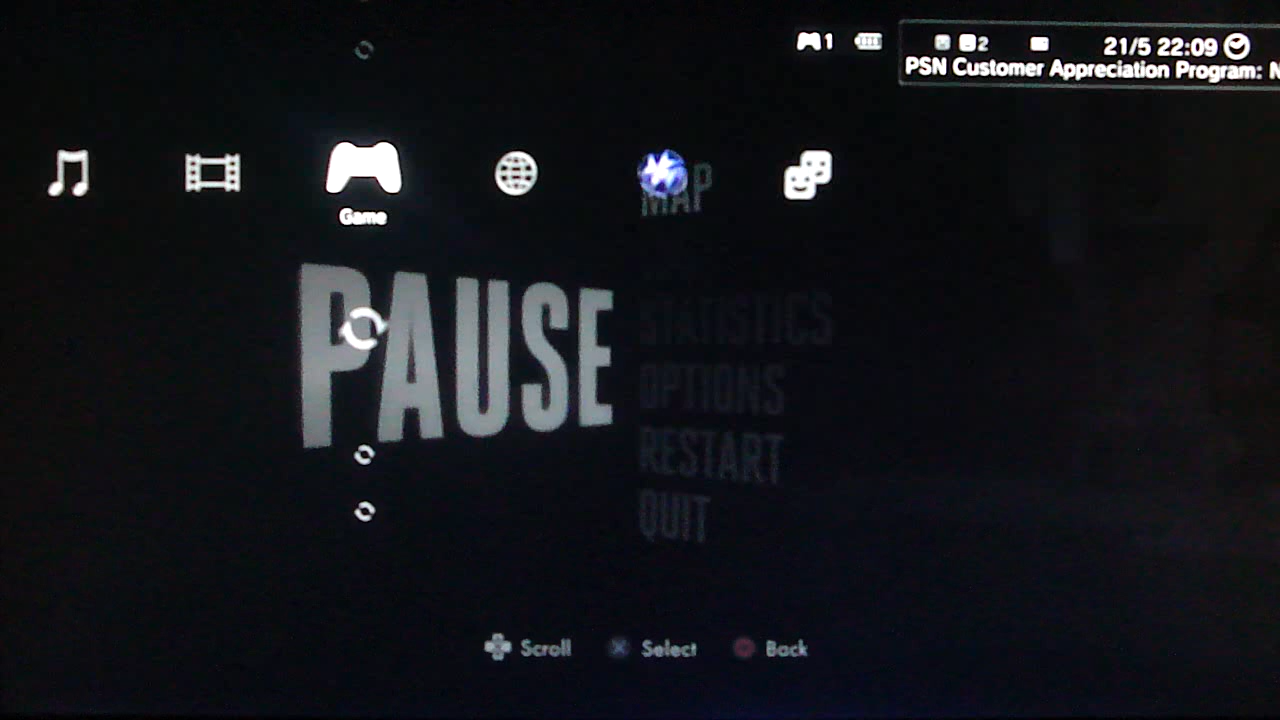 1
2
21/5 22:09
PSN Customer Appreciation Program: N
Game
MAP
PAUSE
STATISTICS
OPTIONS
RESTART
QUIT
Scroll Select Back